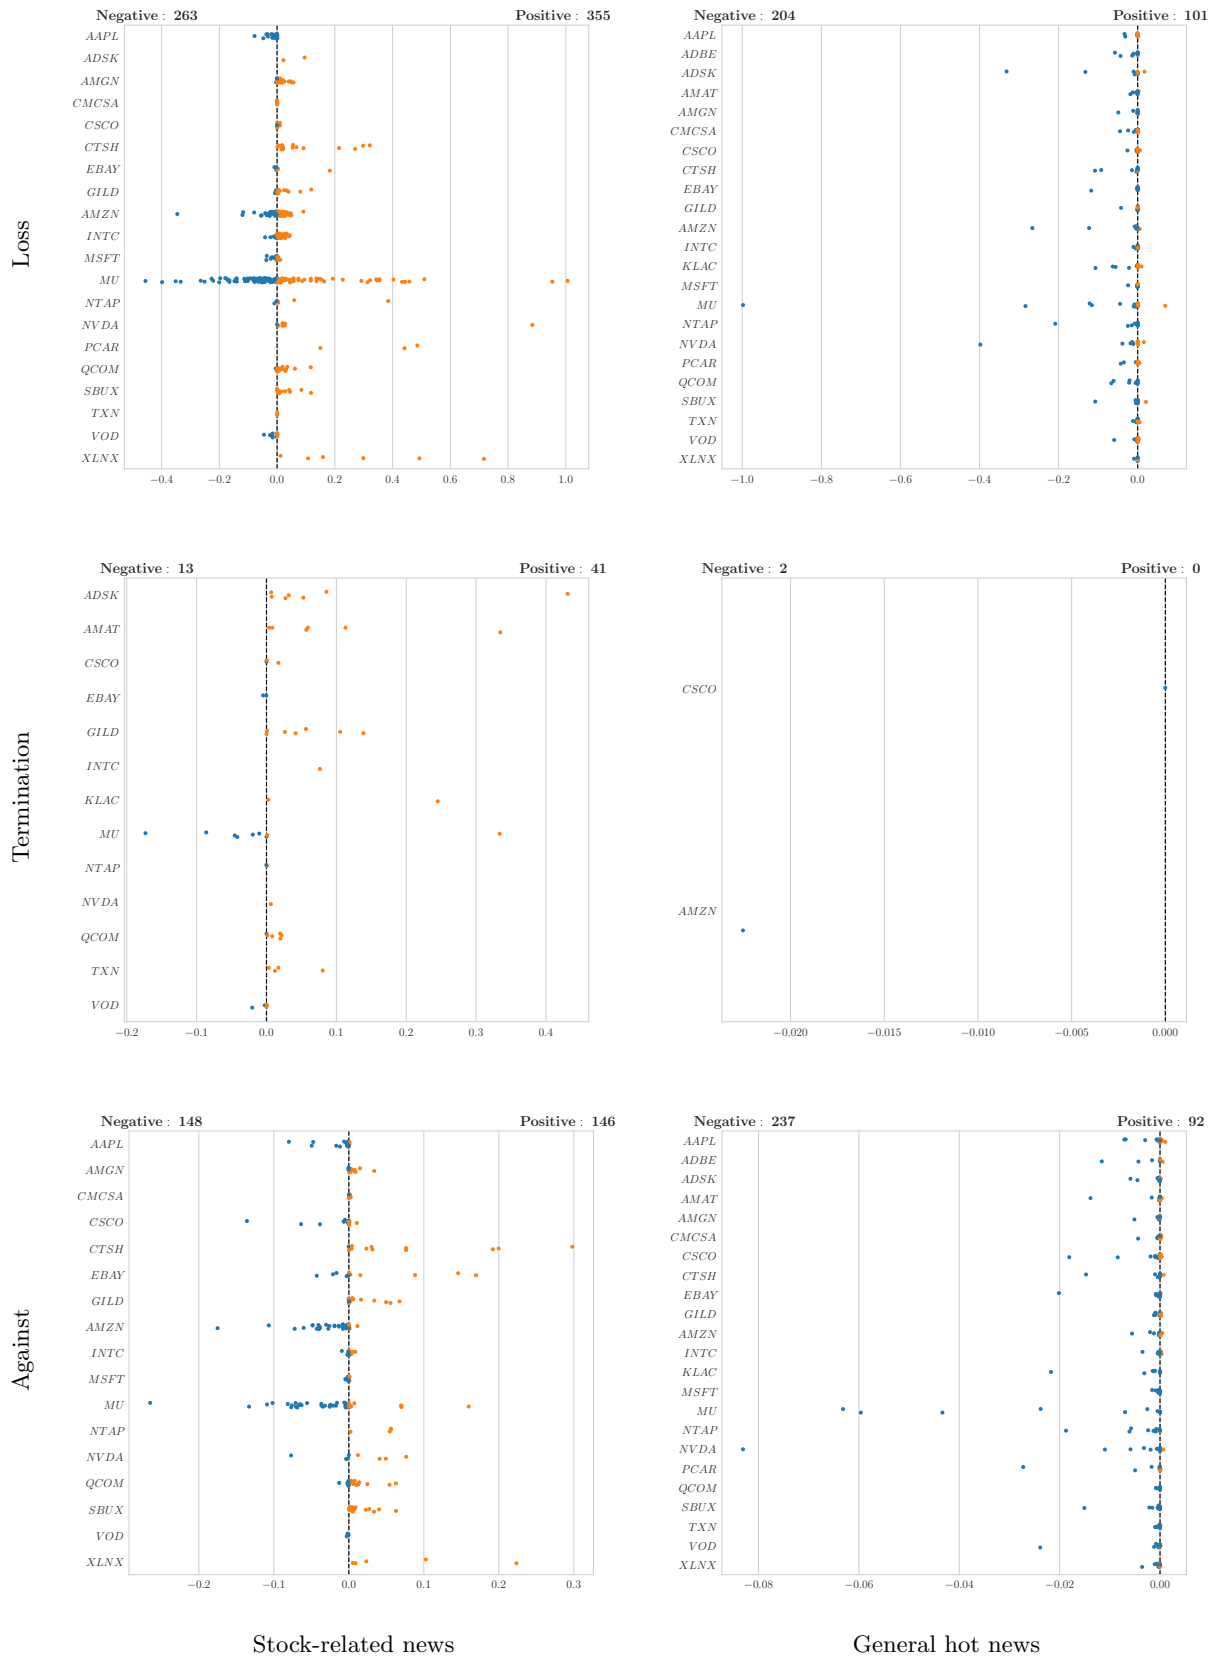 Negative : 263 Positive : 355
AAPL
ADSK
AMGN
CMCSA
CSCO
CTSH
EBAY
GILD
AMZN
INTC
MSFT
MU
NTAP
NVDA
PCAR
QCOM
SBUX
TXN
VOD
XLNX
−0.4 −0.2 0.0 0.2 0.4 0.6 0.8 1.0
Loss
Negative : 204 Positive : 101
AAPL
ADBE
ADSK
AMAT
AMGN
CMCSA
CSCO
CTSH
EBAY
GILD
AMZN
INTC
KLAC
MSFT
MU
NTAP
NVDA
PCAR
QCOM
SBUX
TXN
VOD
XLNX
−1.0 −0.8 −0.6 −0.4 −0.2 0.0
Negative : 13 Positive : 41
ADSK
AMAT
CSCO
EBAY
GILD
INTC
KLAC
MU
NTAP
NVDA
QCOM
TXN
VOD
−0.2 −0.1 0.0 0.1 0.2 0.3 0.4
Termination
Negative : 2 Positive : 0
CSCO
AMZN
−0.020 −0.015 −0.010 −0.005 0.000
Negative : 148 Positive : 146
AAPL
AMGN
CMCSA
CSCO
CTSH
EBAY
GILD
AMZN
INTC
MSFT
MU
NTAP
NVDA
QCOM
SBUX
VOD
XLNX
−0.2 −0.1 0.0 0.1 0.2 0.3
Against
Negative : 237 Positive : 92
AAPL
ADBE
ADSK
AMAT
AMGN
CMCSA
CSCO
CTSH
EBAY
GILD
AMZN
INTC
KLAC
MSFT
MU
NTAP
NVDA
PCAR
QCOM
SBUX
TXN
VOD
XLNX
−0.08 −0.06 −0.04 −0.02 0.00
Stock-related news
General hot news